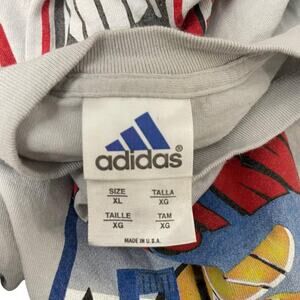 adidas®
SIZE
XL
TALLA
XG
TAILLE
XG
TAM
XG
MADE IN U.S.A.